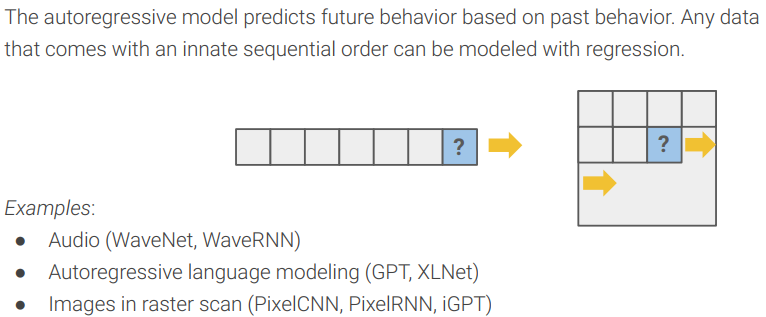 The autoregressive model predicts future behavior based on past behavior. Any data
that comes with an innate sequential order can be modeled with regression.
?
?
Examples:
● Audio (WaveNet, WaveRNN)
● Autoregressive language modeling (GPT, XLNet)
● Images in raster scan (PixelCNN, PixelRNN, iGPT)